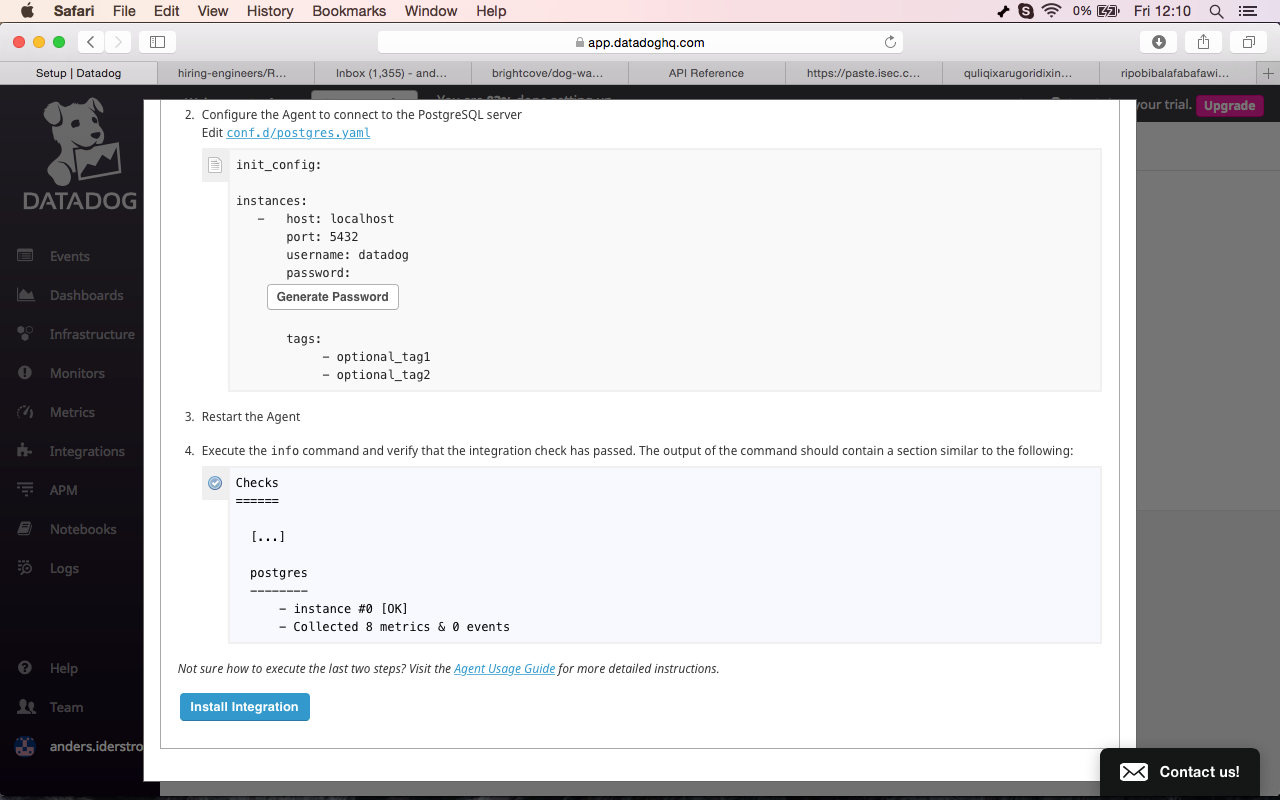 Safari File Edit View History Bookmarks Window Help 0% Fri 12:10
app.datadoghq.com
Setup | Datadog hiring-engineers/R... Inbox (1,355) - and... brightcove/dog-wa... API Reference https://paste.isec.c... quliqixarugoridixin... ripobibalafabafawi...
your trial. Upgrade
DATADOG
Events
Dashboards
Infrastructure
Monitors
Metrics
Integrations
APM
Notebooks
Logs
Help
Team
anders.iderstro
2. Configure the Agent to connect to the PostgreSQL server
Edit conf.d/postgres.yaml
init_config:
instances:
- host: localhost
port: 5432
username: datadog
password:
Generate Password
tags:
- optional_tag1
- optional_tag2
3. Restart the Agent
4. Execute the info command and verify that the integration check has passed. The output of the command should contain a section similar to the following:
Checks
======
[...]
postgres
--------
- instance #0 [OK]
- Collected 8 metrics & 0 events
Not sure how to execute the last two steps? Visit the Agent Usage Guide for more detailed instructions.
Install Integration
Contact us!